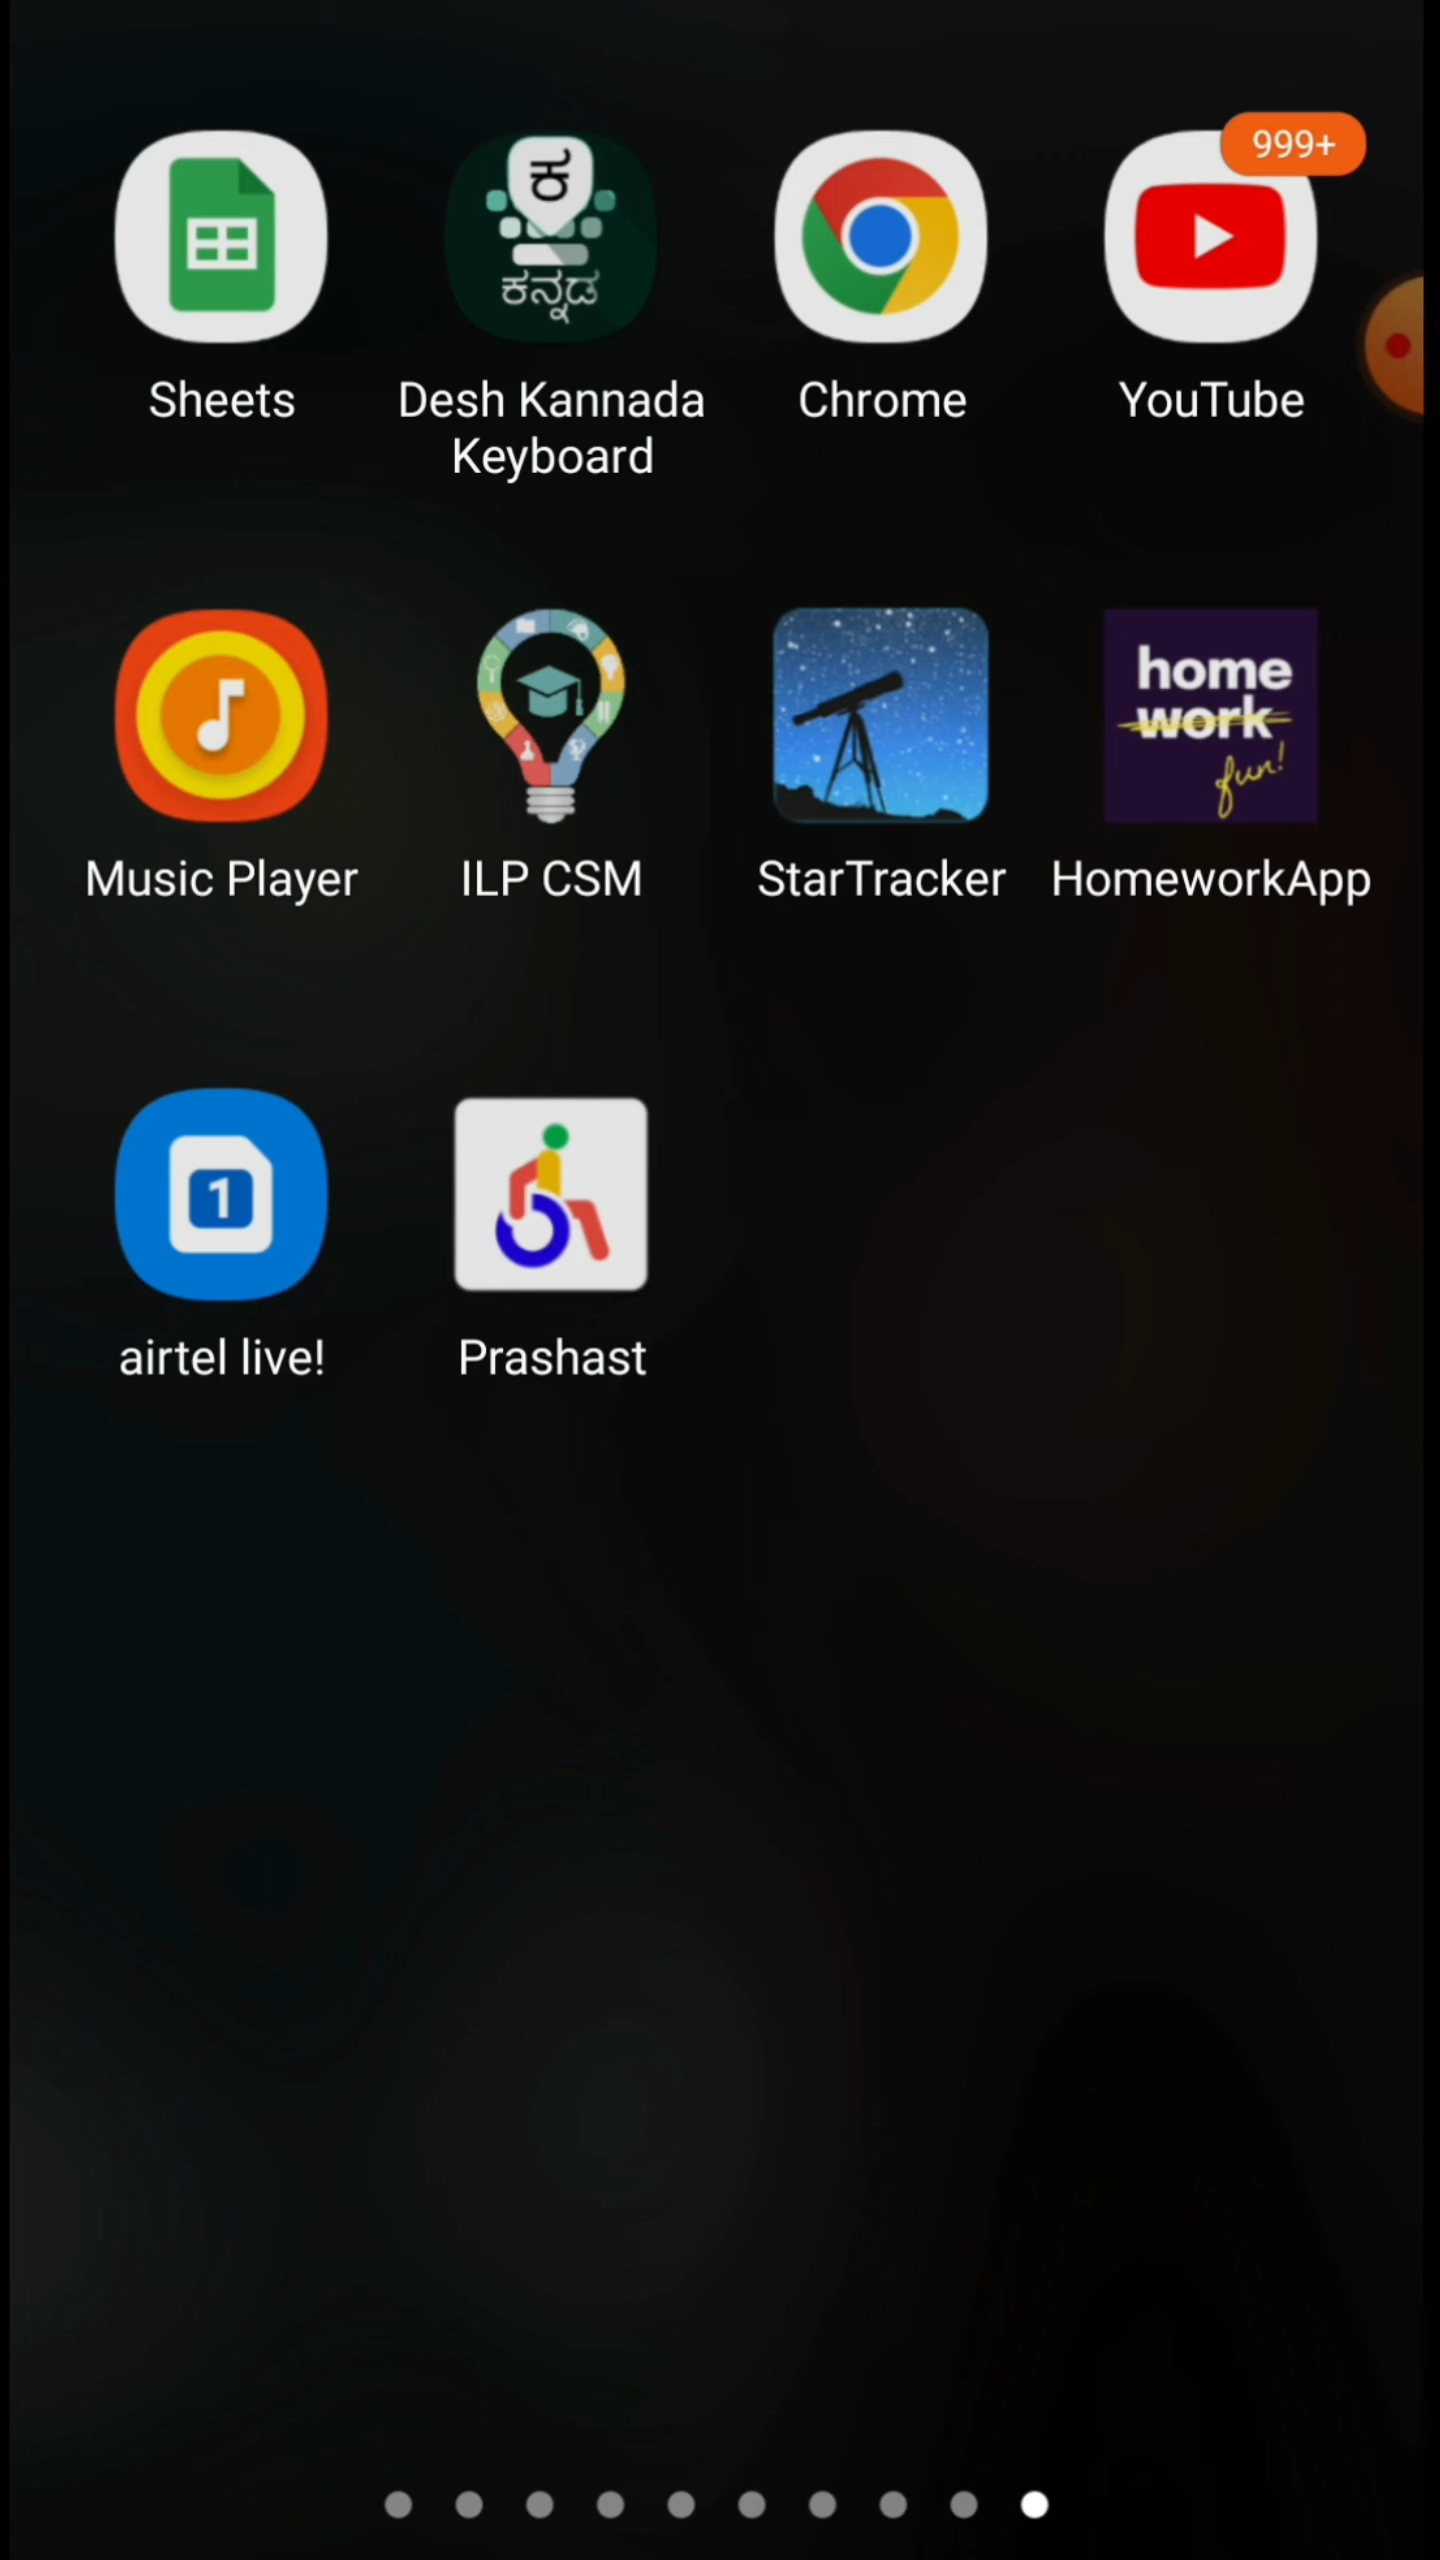 999+
ಕ
ಕನ್ನಡ
Sheets
Desh Kannada
Keyboard
Chrome
YouTube
home
work
fun!
Music Player
ILP CSM
StarTracker
HomeworkApp
1
airtel live!
Prashast